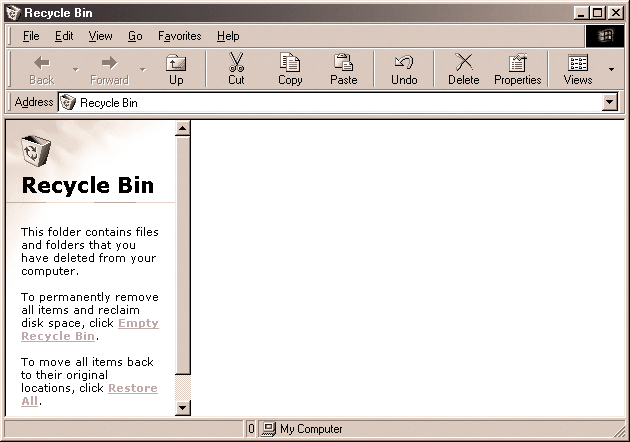 Recycle Bin
File Edit View Go Favorites Help
Back Forward Up Cut Copy Paste Undo Delete Properties Views
Address Recycle Bin
Recycle Bin
This folder contains files
and folders that you
have deleted from your
computer.
To permanently remove
all items and reclaim
disk space, click Empty
Recycle Bin.
To move all items back
to their original
locations, click Restore
All.
0 My Computer